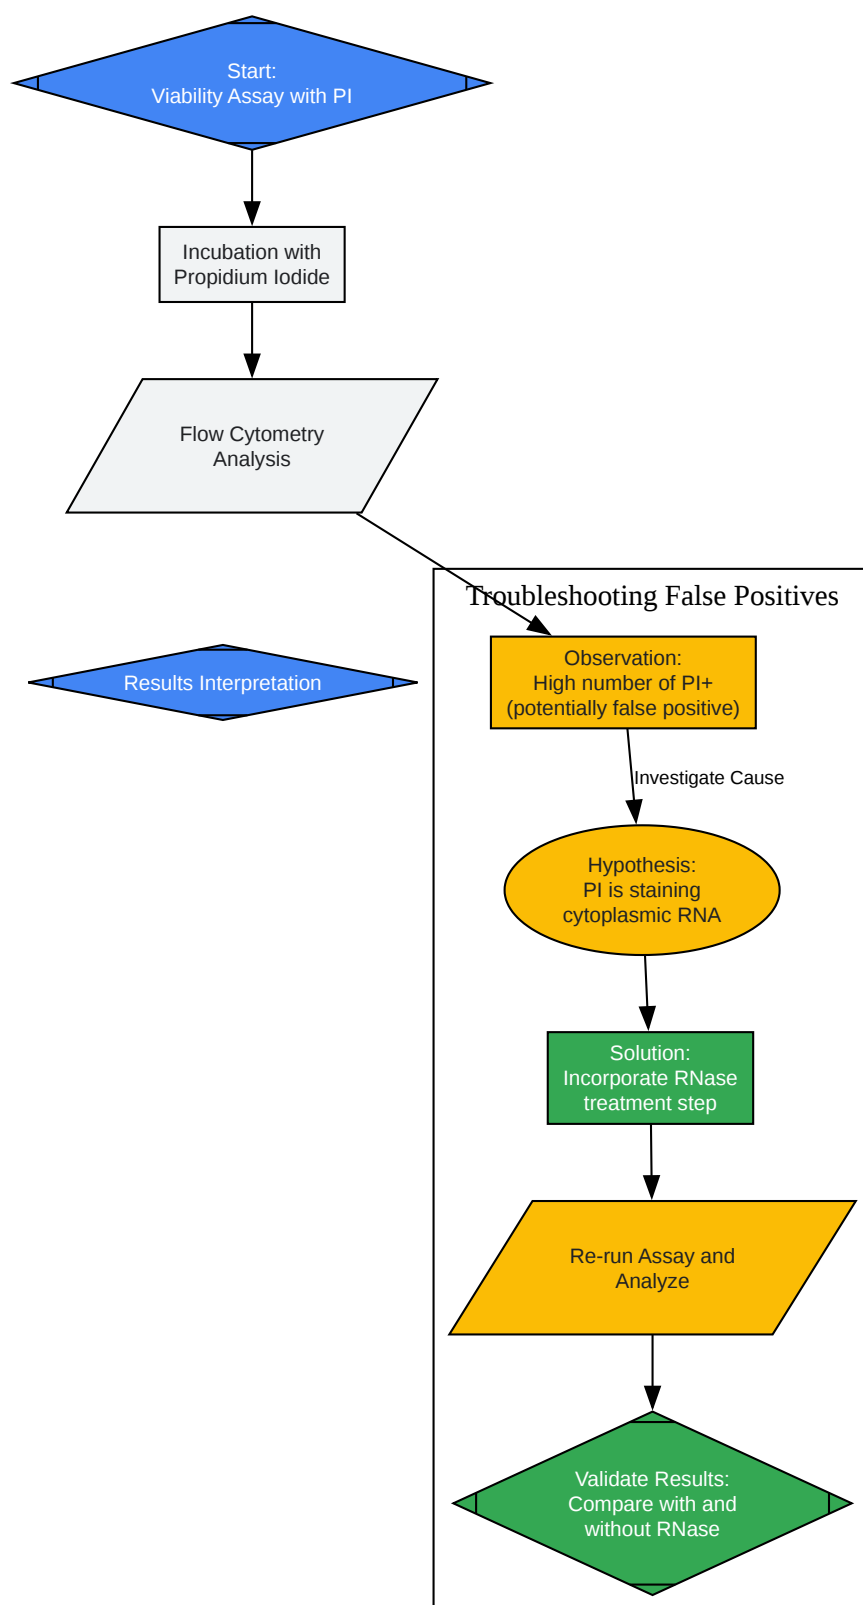 Start:
Viability Assay with PI
Incubation with
Propidium Iodide
Flow Cytometry
Analysis
Troubleshooting False Positives
Results Interpretation
Observation:
High number of PI+
(potentially false positive)
Investigate Cause
Hypothesis:
PI is staining
cytoplasmic RNA
Solution:
Incorporate RNase
treatment step
Re-run Assay and
Analyze
Validate Results:
Compare with and
without RNase